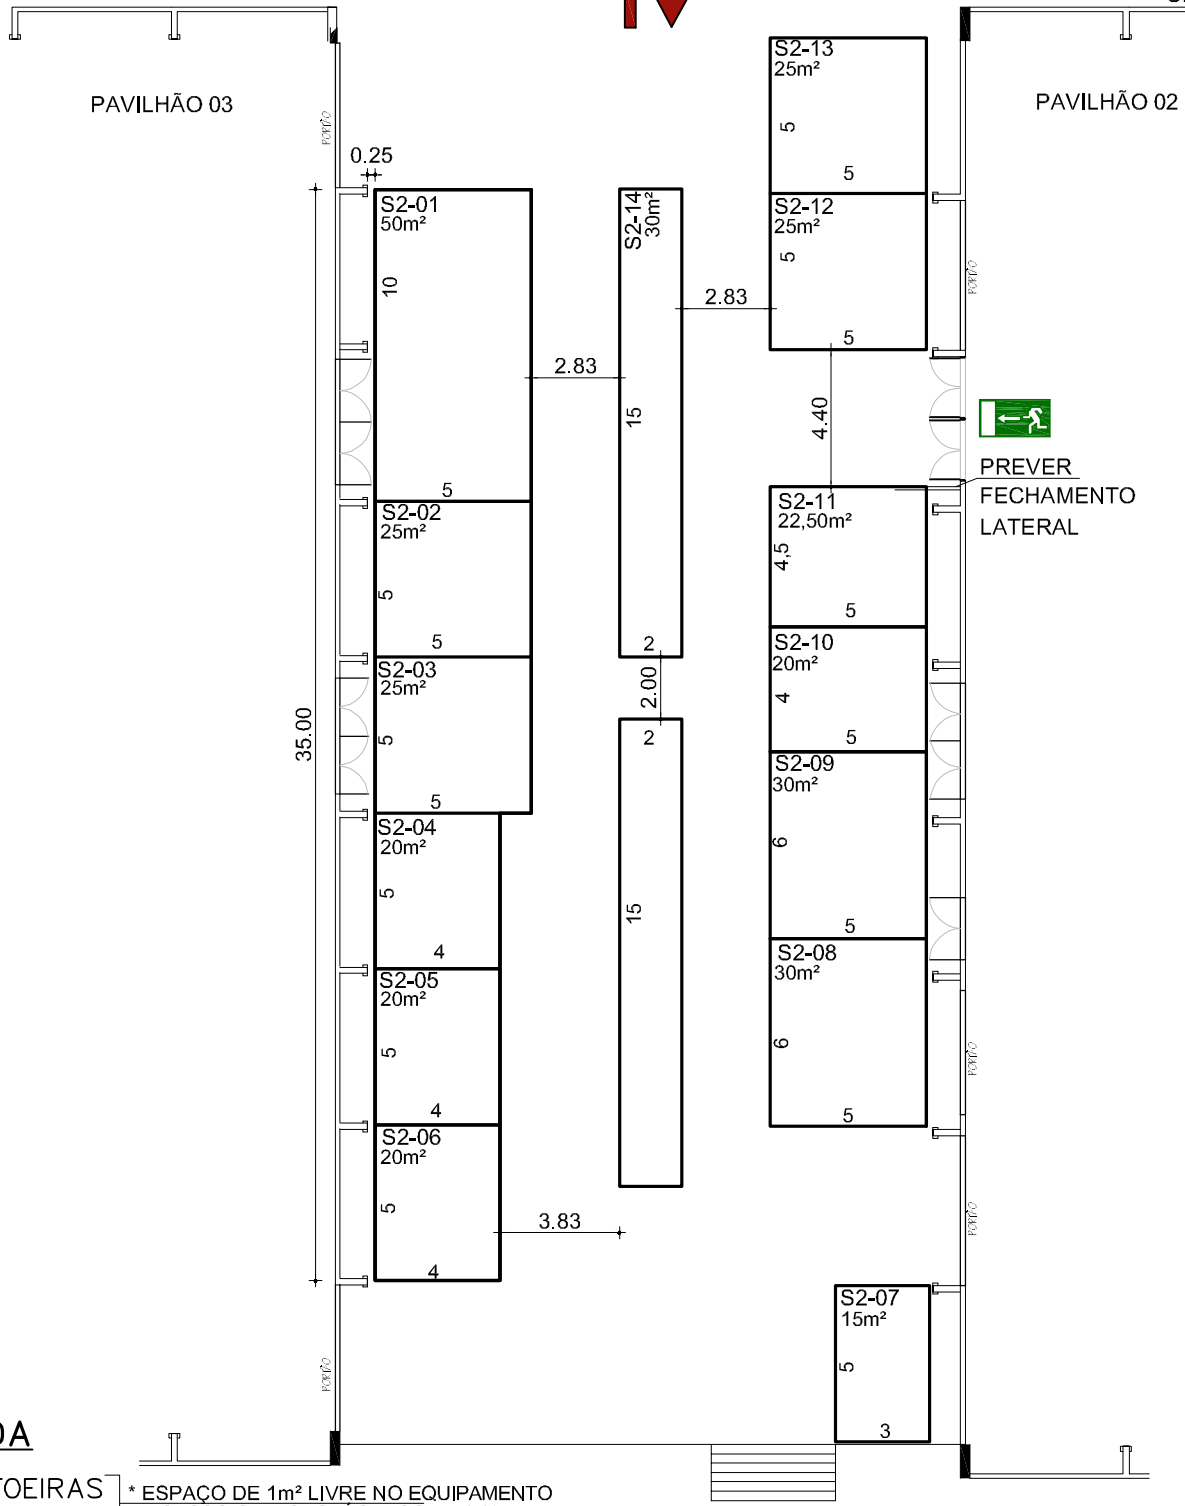 PAVILHÃO 03
PAVILHÃO 02
PORTÃO
0.25
35.00
S2-01
50m²
10
5
S2-02
25m²
5
5
S2-03
25m²
5
5
S2-04
20m²
5
4
S2-05
20m²
5
4
S2-06
20m²
5
4
2.83
3.83
S2-14
30m²
15
2
2.00
2
15
2.83
S2-13
25m²
5
5
S2-12
25m²
5
5
PORTÃO
4.40
PREVER
FECHAMENTO
LATERAL
S2-11
22,50m²
4,5
5
S2-10
20m²
4
5
S2-09
30m²
6
5
S2-08
30m²
6
5
PORTÃO
PORTÃO
S2-07
15m²
5
3
PORTÃO
DA
TOEIRAS
* ESPAÇO DE 1m² LIVRE NO EQUIPAMENTO